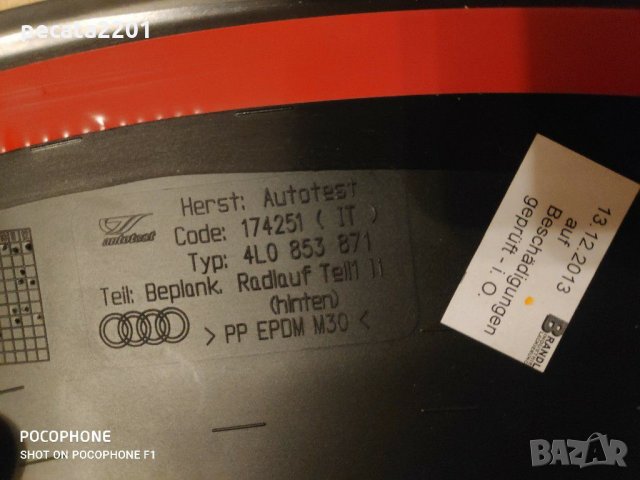 pecata2201
autotest
Herst: Autotest
Code: 174251 ( IT )
Typ: 4L0 853 871
Teil: Beplank. Radlauf Teil1 li
(hinten)
> PP EPDM M30 <
13.12.2013
auf
Beschädigungen
geprüft - i. O.
BRANDL
POCOPHONE
SHOT ON POCOPHONE F1
BAZAR